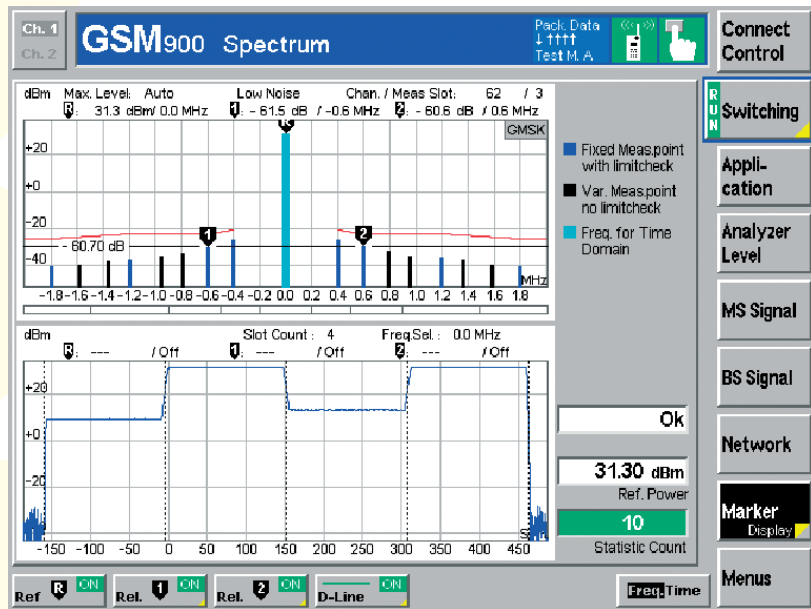 Ch. 1
Ch. 2
GSM900 Spectrum
Pack. Data
↓↑↑↑↑
Test M. A
Connect
Control
dBm Max. Level: Auto Low Noise Chan. / Meas Slot: 62 / 3
R: 31.3 dBm/ 0.0 MHz 1: - 61.5 dB / -0.6 MHz 2: - 60.6 dB / 0.6 MHz
R
GMSK
+20
+0
-20
-40
- 60.70 dB
1
2
MHz
-1.8 -1.6 -1.4 -1.2 -1.0 -0.8 -0.6 -0.4 -0.2 0.0 0.2 0.4 0.6 0.8 1.0 1.2 1.4 1.6 1.8
Fixed Meas.point
with limitcheck
Var. Meas.point
no limitcheck
Freq. for Time
Domain
dBm Slot Count : 4 Freq.Sel. : 0.0 MHz
R: --- / Off 1: --- / Off 2: --- / Off
+20
+0
-20
S
-150 -100 -50 0 50 100 150 200 250 300 350 400 450
Ok
31.30 dBm
Ref. Power
10
Statistic Count
RUN
Switching
Appli-
cation
Analyzer
Level
MS Signal
BS Signal
Network
Marker
Display
Menus
Ref R ON
Rel. 1 ON
Rel. 2 ON
D-Line ON
Freq. Time